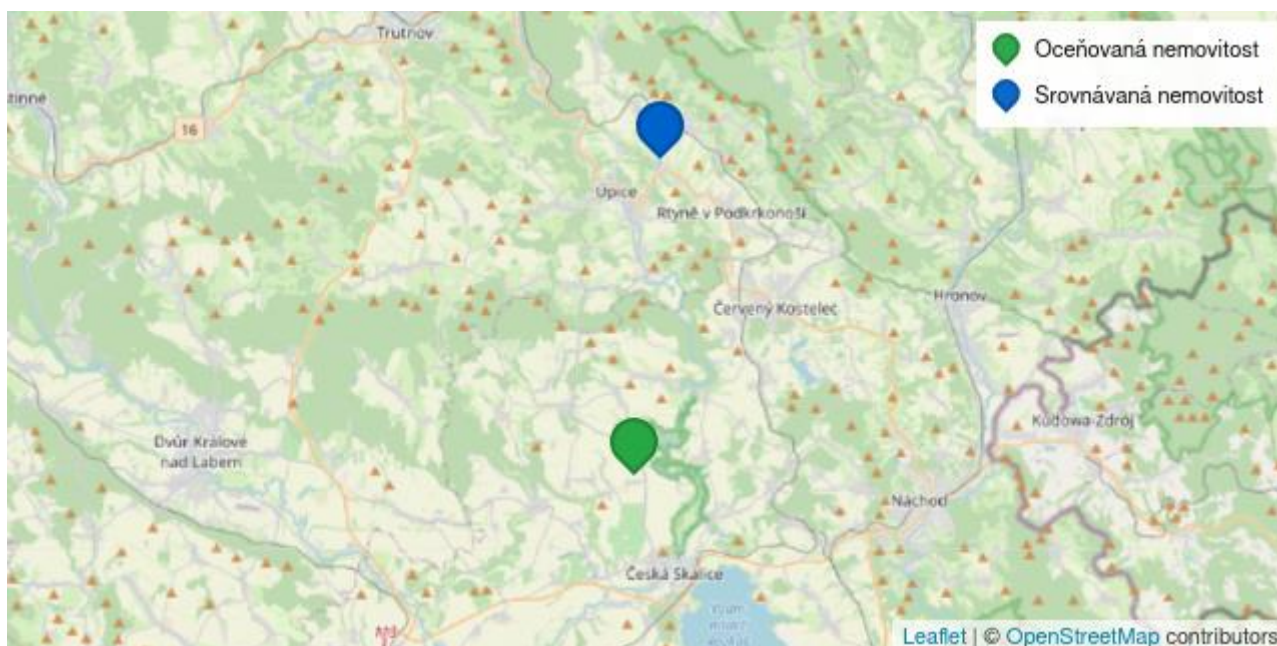 Trutnov
Oceňovaná nemovitost
Srovnávaná nemovitost
tinné
16
Úpice
Rtyně v Podkrkonoší
Hronov
Červený Kostelec
Kudowa-Zdrój
Dvůr Králové
nad Labem
Náchod
Česká Skalice
Leaflet | © OpenStreetMap contributors